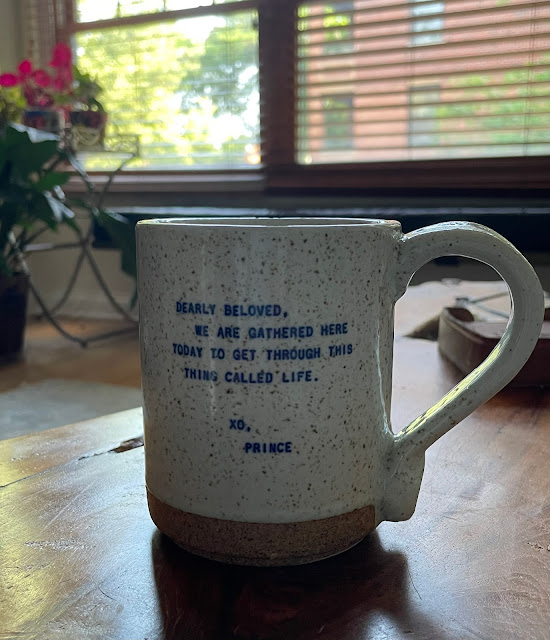 DEARLY BELOVED,
WE ARE GATHERED HERE
TODAY TO GET THROUGH THIS
THING CALLED LIFE.
XO,
PRINCE